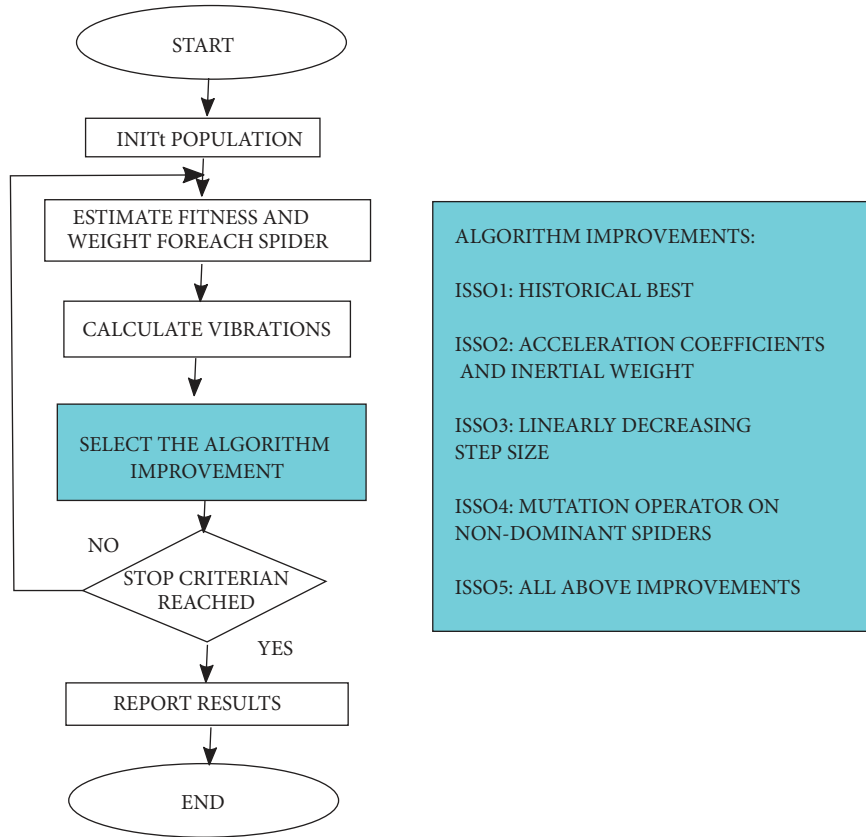 START
INITt POPULATION
ESTIMATE FITNESS AND
WEIGHT FOREACH SPIDER
CALCULATE VIBRATIONS
SELECT THE ALGORITHM
IMPROVEMENT
NO
STOP CRITERIAN
REACHED
YES
REPORT RESULTS
END
ALGORITHM IMPROVEMENTS:
ISSO1: HISTORICAL BEST
ISSO2: ACCELERATION COEFFICIENTS
AND INERTIAL WEIGHT
ISSO3: LINEARLY DECREASING
STEP SIZE
ISSO4: MUTATION OPERATOR ON
NON-DOMINANT SPIDERS
ISSO5: ALL ABOVE IMPROVEMENTS